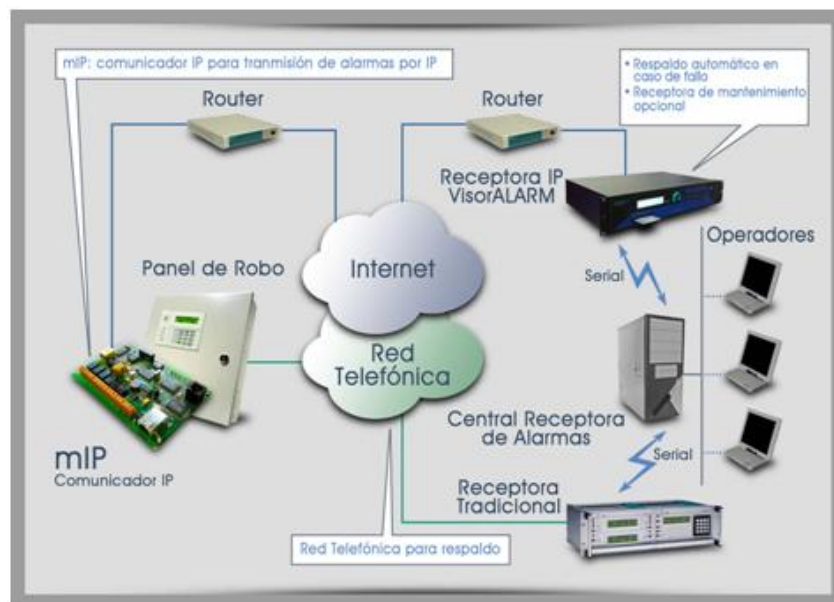 mIP: comunicador IP para tranmisión de alarmas por IP
• Respaldo automático en
caso de fallo
• Receptora de mantenimiento
opcional
Router
Router
Receptora IP
VisorALARM
Operadores
Panel de Robo
Internet
Serial
Red
Telefónica
Central Receptora
de Alarmas
mIP
Comunicador IP
Serial
Receptora
Tradicional
Red Telefónica para respaldo